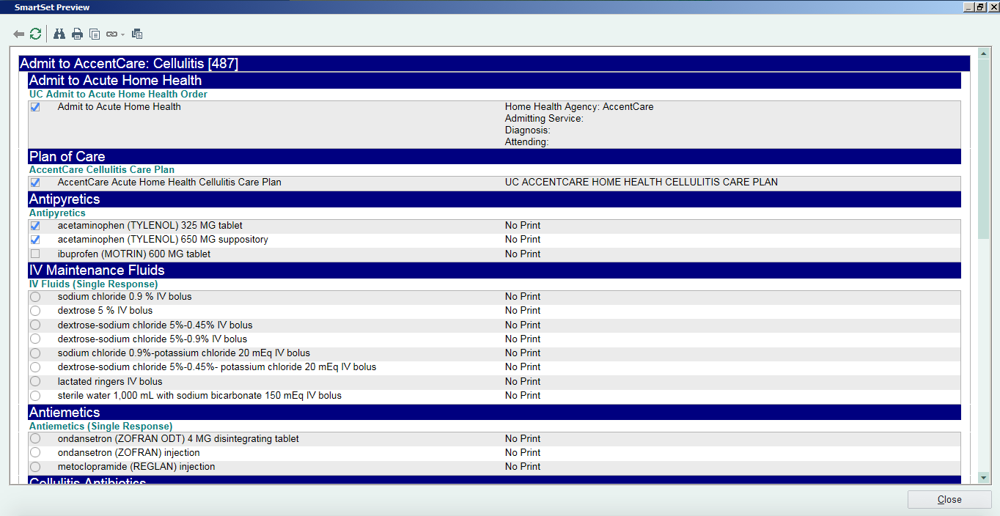 SmartSet Preview
Admit to AccentCare: Cellulitis [487]
Admit to Acute Home Health
UC Admit to Acute Home Health Order
Admit to Acute Home Health Home Health Agency: AccentCare
Admitting Service:
Diagnosis:
Attending:
Plan of Care
AccentCare Cellulitis Care Plan
AccentCare Acute Home Health Cellulitis Care Plan UC ACCENTCARE HOME HEALTH CELLULITIS CARE PLAN
Antipyretics
Antipyretics
acetaminophen (TYLENOL) 325 MG tablet No Print
acetaminophen (TYLENOL) 650 MG suppository No Print
ibuprofen (MOTRIN) 600 MG tablet No Print
IV Maintenance Fluids
IV Fluids (Single Response)
sodium chloride 0.9 % IV bolus No Print
dextrose 5 % IV bolus No Print
dextrose-sodium chloride 5%-0.45% IV bolus No Print
dextrose-sodium chloride 5%-0.9% IV bolus No Print
sodium chloride 0.9%-potassium chloride 20 mEq IV bolus No Print
dextrose-sodium chloride 5%-0.45%- potassium chloride 20 mEq IV bolus No Print
lactated ringers IV bolus No Print
sterile water 1,000 mL with sodium bicarbonate 150 mEq IV bolus No Print
Antiemetics
Antiemetics (Single Response)
ondansetron (ZOFRAN ODT) 4 MG disintegrating tablet No Print
ondansetron (ZOFRAN) injection No Print
metoclopramide (REGLAN) injection No Print
Cellulitis Antibiotics
Close